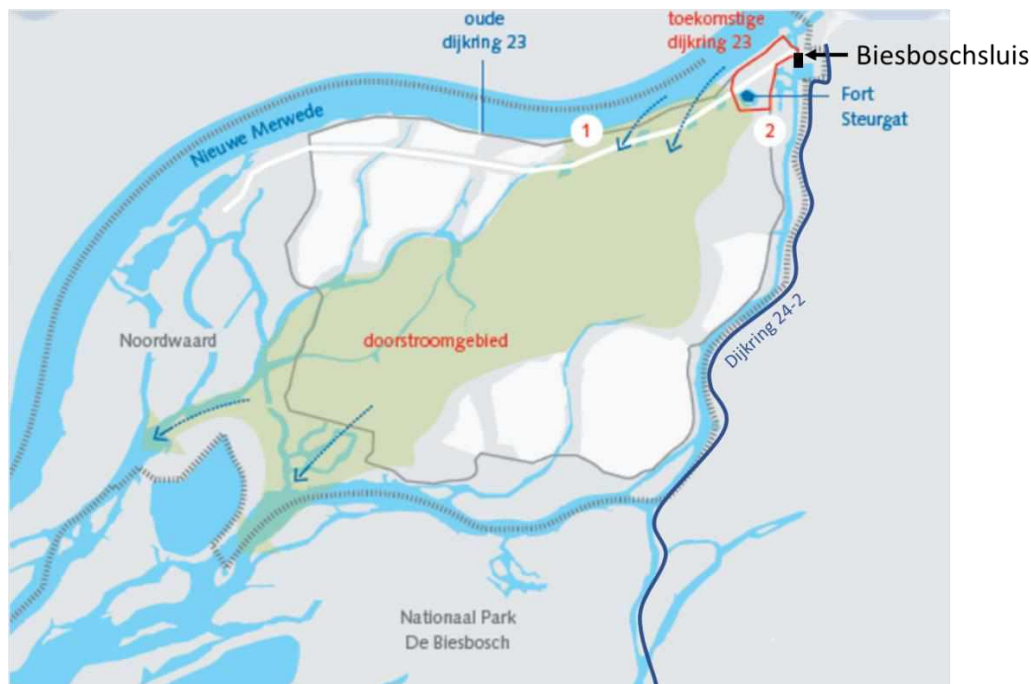 oude
dijkring 23
toekomstige
dijkring 23
Biesboschsluis
Fort
Steurgat
Nieuwe Merwede
1
2
Noordwaard
doorstroomgebied
Dijkring 24-2
Nationaal Park
De Biesbosch